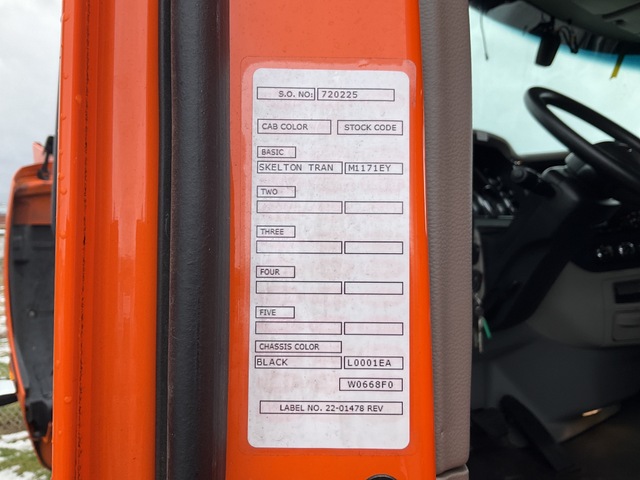 S.O. NO: 720225
CAB COLOR STOCK CODE
BASIC
SKELTON TRAN M1171EY
TWO
THREE
FOUR
FIVE
CHASSIS COLOR
BLACK L0001EA
W0668F0
LABEL NO. 22-01478 REV